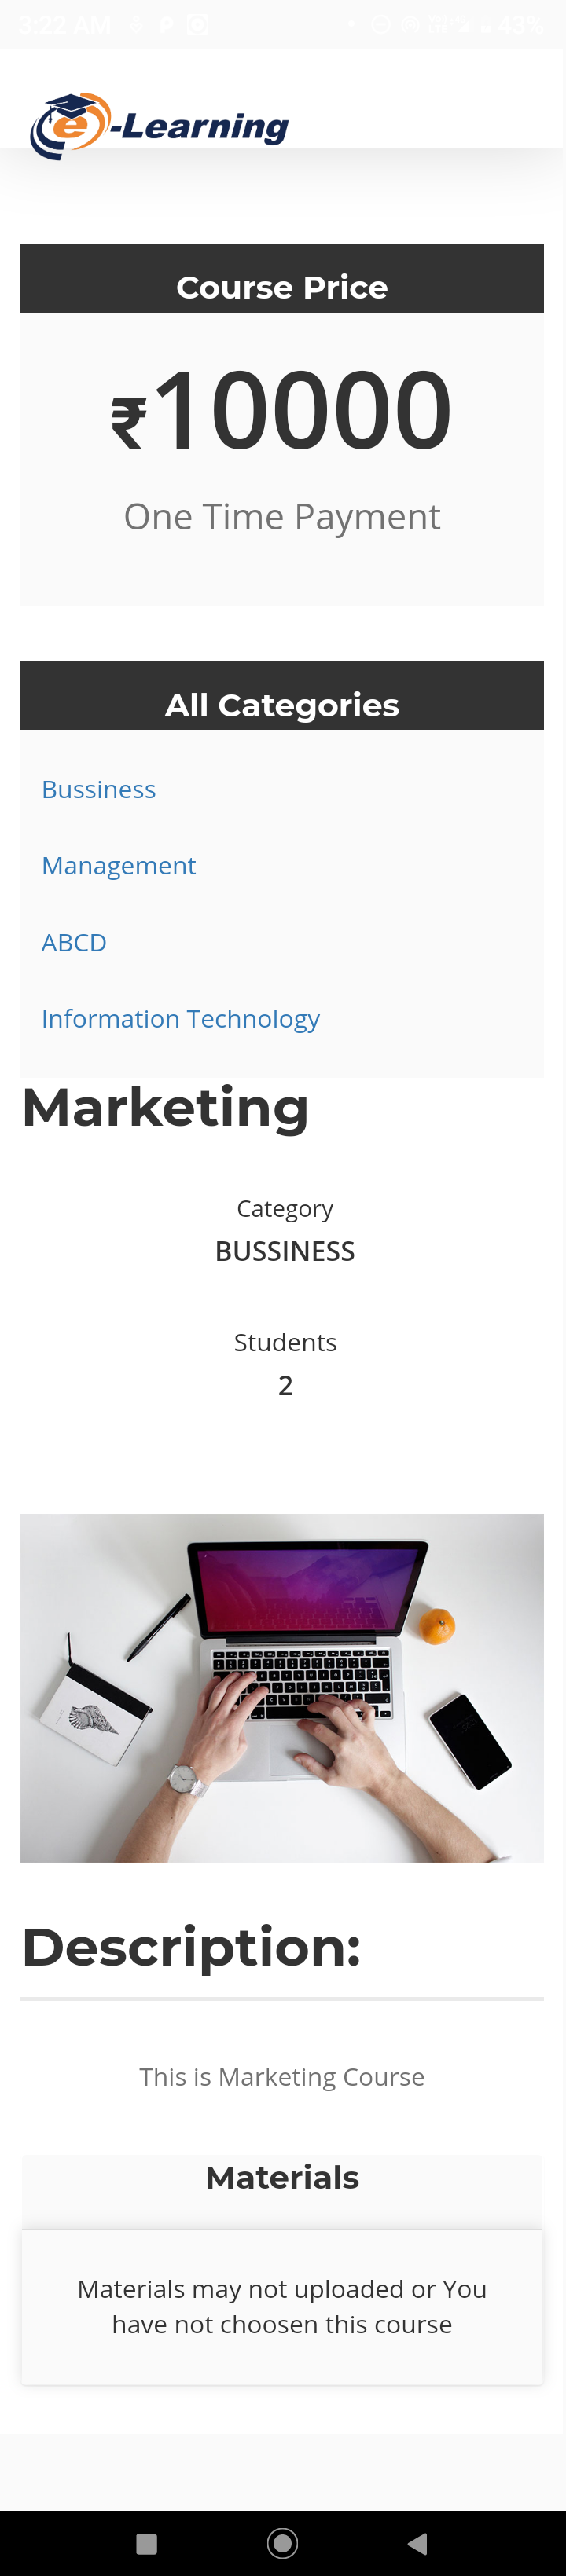 3:22 AM 43%
e-Learning
Course Price
₹10000
One Time Payment
All Categories
Bussiness
Management
ABCD
Information Technology
Marketing
Category
BUSSINESS
Students
2
Description:
This is Marketing Course
Materials
Materials may not uploaded or You
have not choosen this course